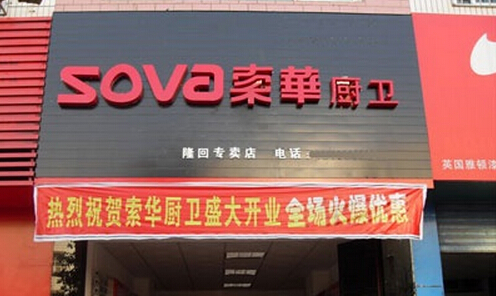 sova索華厨卫
隆回专卖店 电话:
热烈祝贺索华厨卫盛大开业 全场火爆优惠
英国雅顿漆